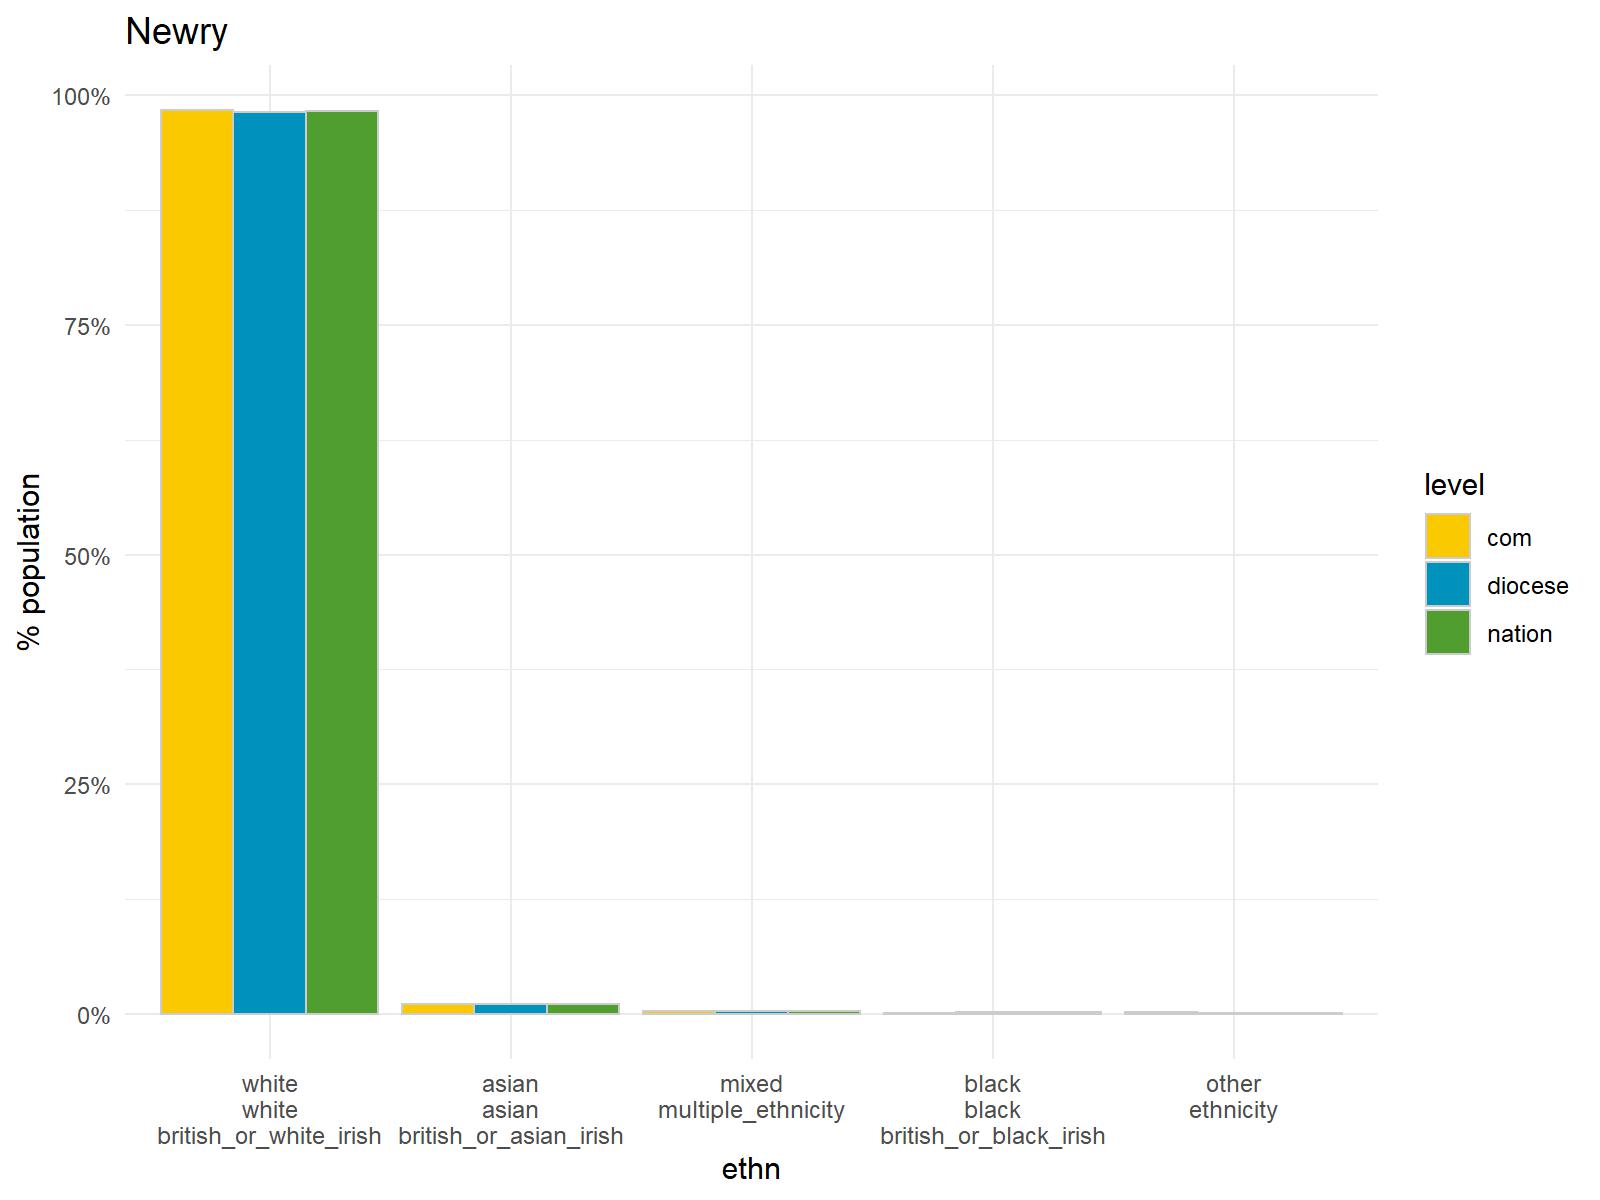 Newry
100%
75%
50%
25%
0%
% population
white
white
british_or_white_irish
asian
asian
british_or_asian_irish
mixed
multiple_ethnicity
black
black
british_or_black_irish
other
ethnicity
ethn
level
com
diocese
nation